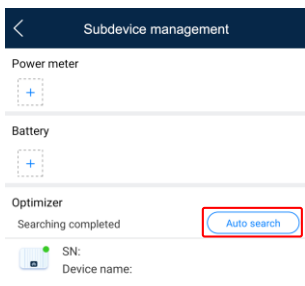 Subdevice management
Power meter
+
Battery
+
Optimizer
Searching completed Auto search
SN:
Device name: